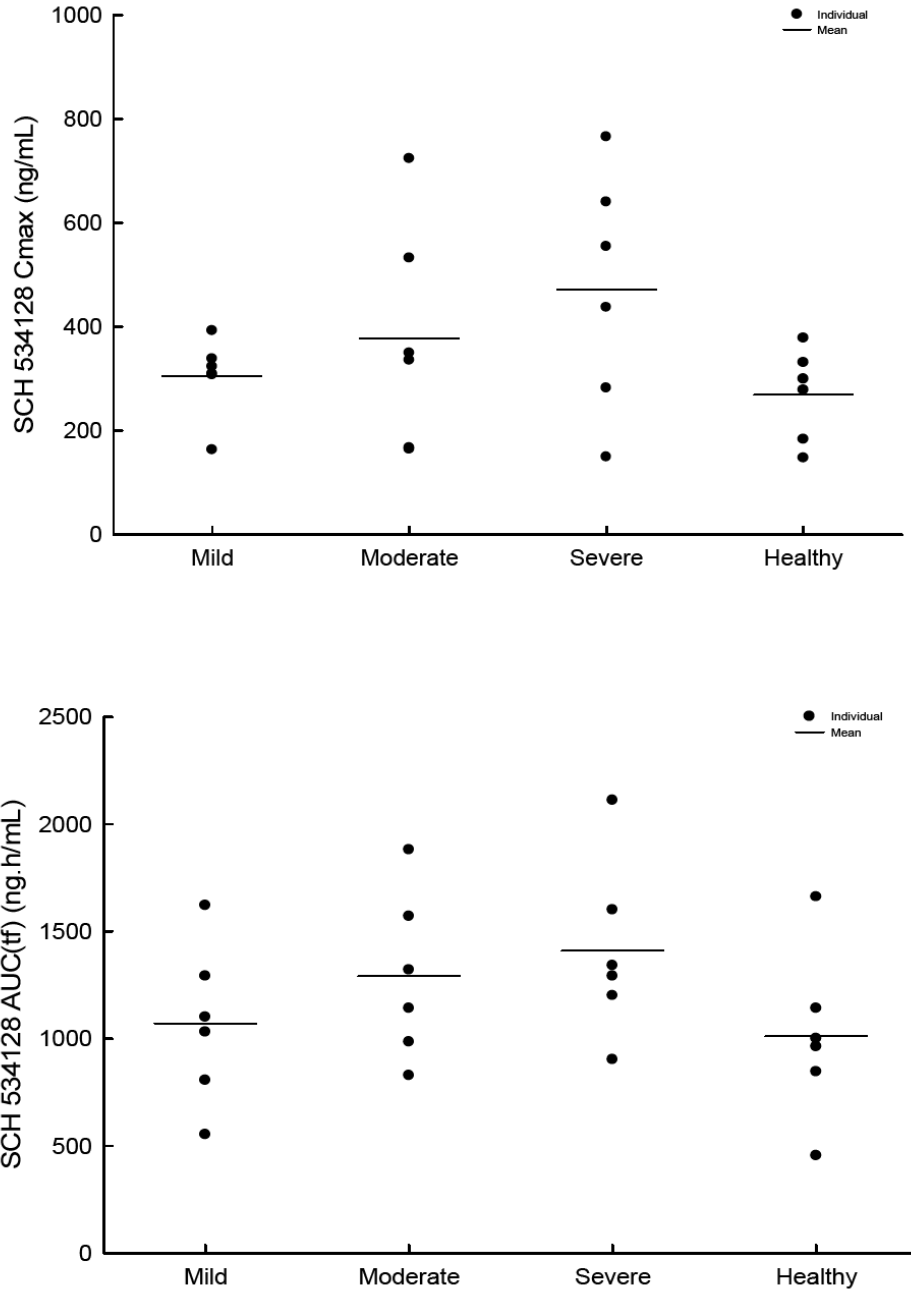 1000
Individual
Mean
800
600
400
200
0
SCH 534128 Cmax (ng/mL)
Mild Moderate Severe Healthy
2500
Individual
Mean
2000
1500
1000
500
0
SCH 534128 AUC(tf) (ng.h/mL)
Mild Moderate Severe Healthy